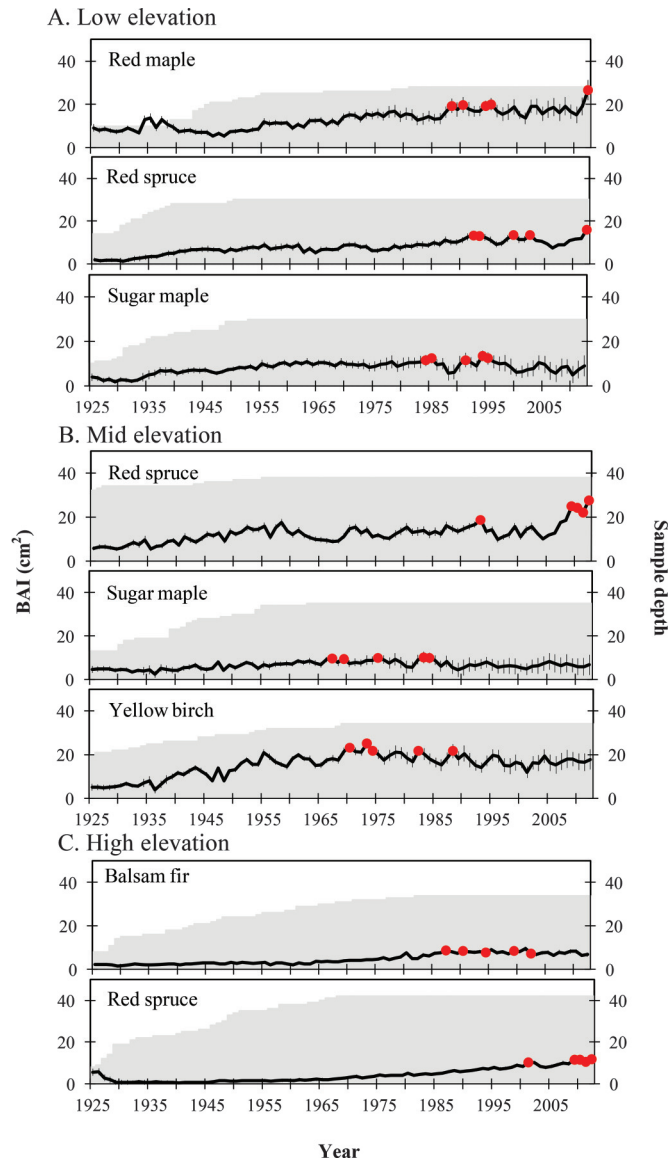 A. Low elevation
Red maple
40 40
20 20
0 0
Red spruce
40 40
20 20
0 0
Sugar maple
40 40
20 20
0 0
1925 1935 1945 1955 1965 1975 1985 1995 2005
B. Mid elevation
Red spruce
60 60
40 40
20 20
0 0
Sugar maple
40 40
20 20
0 0
Yellow birch
40 40
20 20
0 0
1925 1935 1945 1955 1965 1975 1985 1995 2005
C. High elevation
Balsam fir
40 40
20 20
0 0
Red spruce
40 40
20 20
0 0
1925 1935 1945 1955 1965 1975 1985 1995 2005
BAI (cm²)
Sample depth
Year